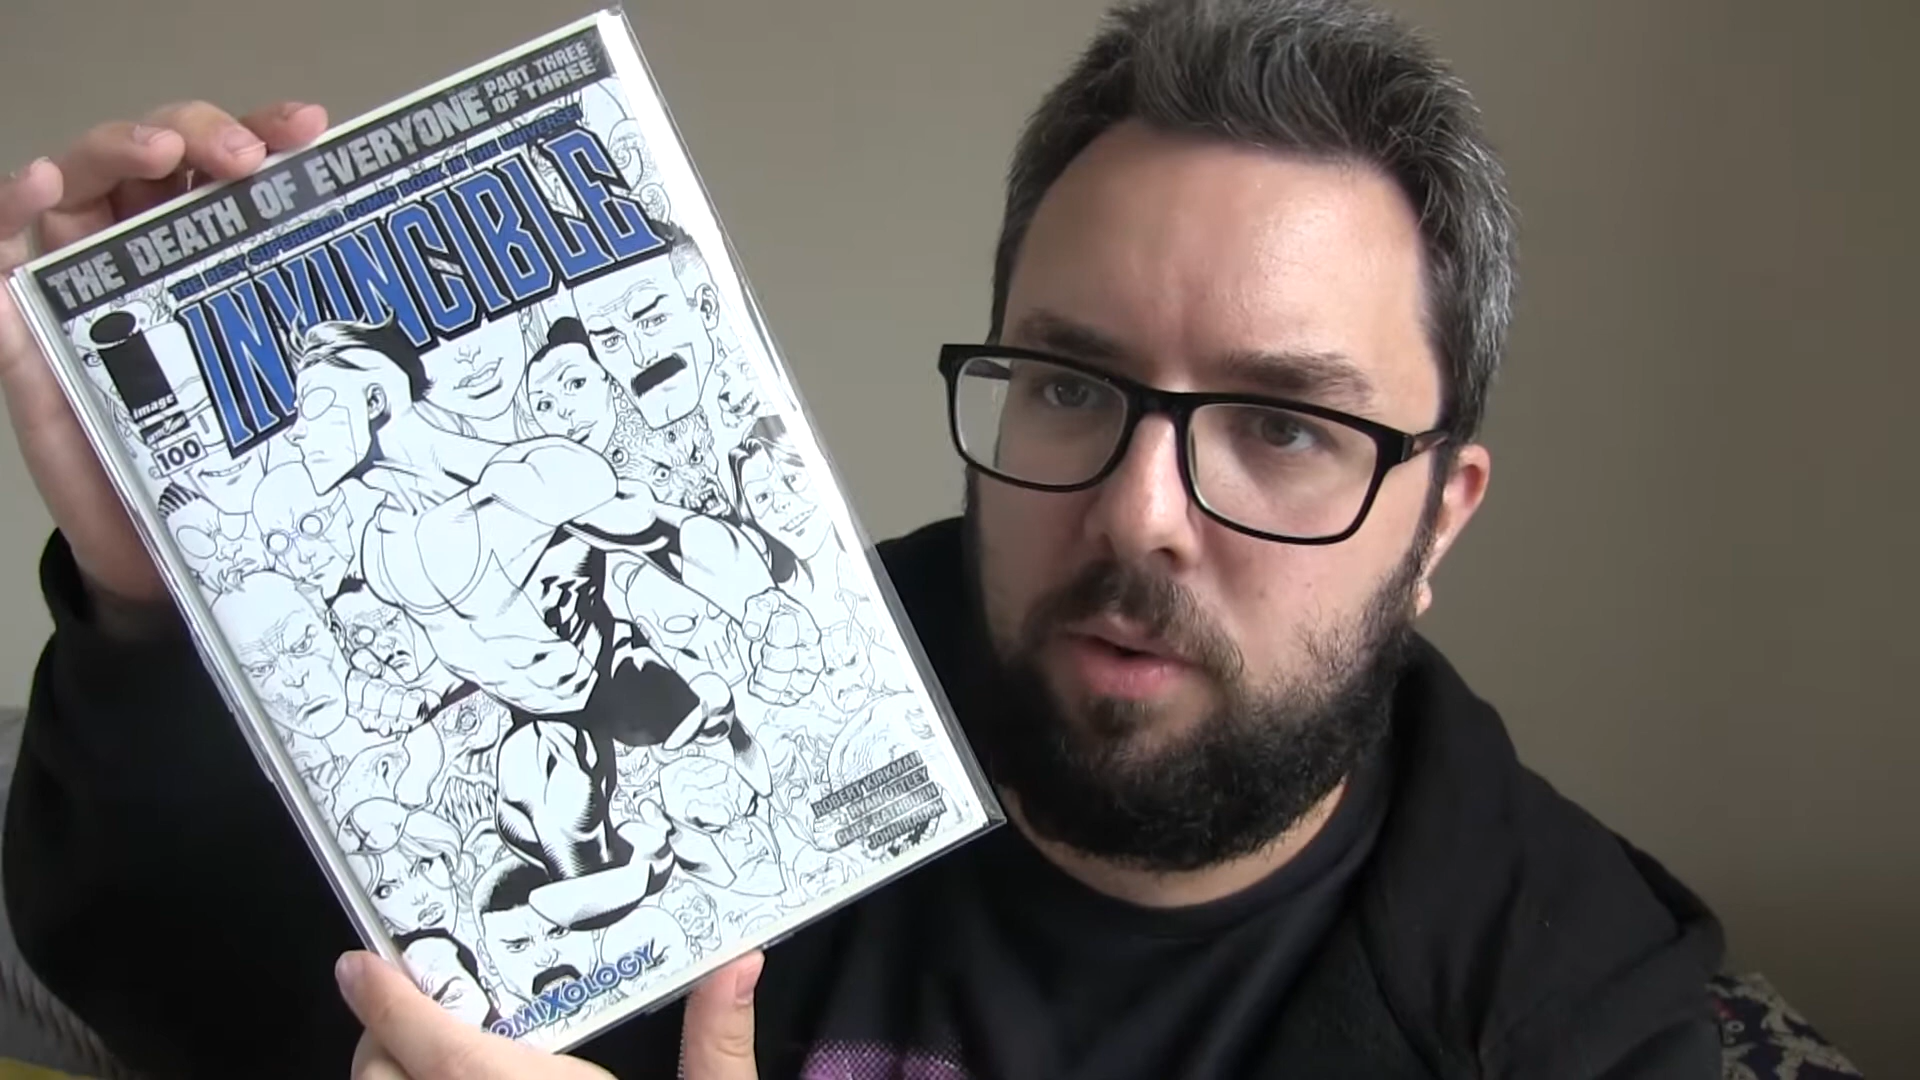 THE DEATH OF EVERYONE PART THREE
OF THREE
THE BEST SUPERHERO COMIC BOOK IN THE UNIVERSE!
INVINCIBLE
image
100
ROBERT KIRKMAN
RYAN OTTLEY
CLIFF RATHBURN
JOHN RAUCH
OMIXOLOGY